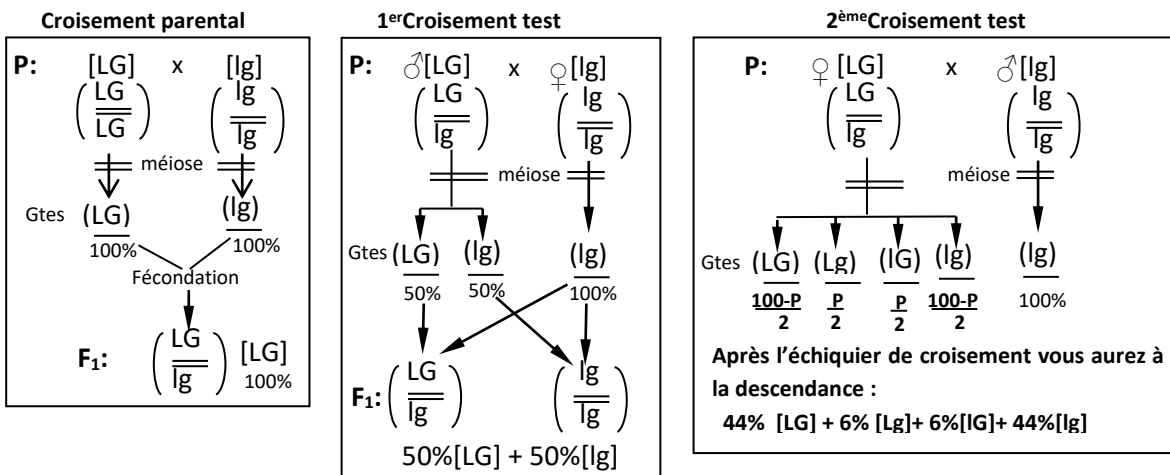 Croisement parental
P: [LG] x [lg]
LG lg
LG lg
méiose
Gtes (LG) (lg)
100% 100%
Fécondation
F1: LG [LG]
lg 100%
1erCroisement test
P: ♂[LG] x ♀[lg]
LG lg
lg lg
méiose
Gtes (LG) (lg) (lg)
50% 50% 100%
F1: LG lg
lg lg
50%[LG] + 50%[lg]
2èmeCroisement test
P: ♀ [LG] x ♂[lg]
LG lg
lg lg
méiose
Gtes (LG) (Lg) (lG) (lg) (lg)
100-P P P 100-P 100%
2 2 2 2
Après l’échiquier de croisement vous aurez à
la descendance :
44% [LG] + 6% [Lg]+ 6%[lG]+ 44%[lg]